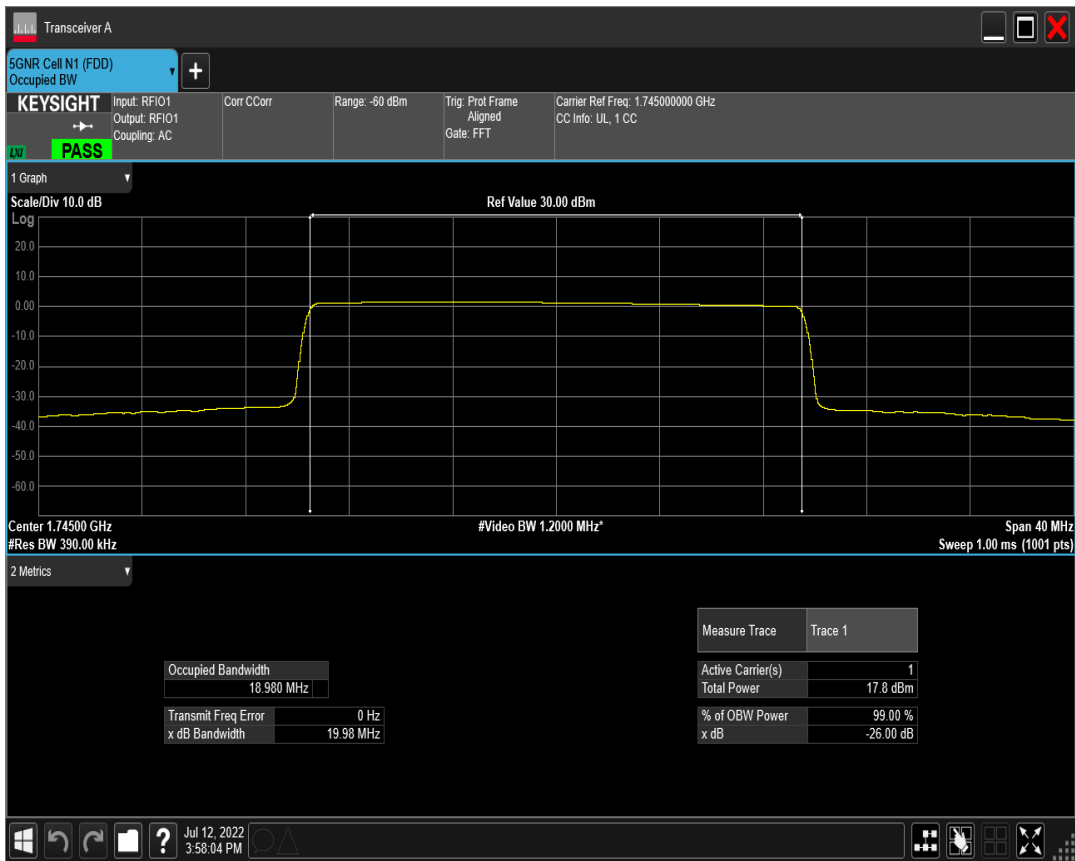 Transceiver A
5GNR Cell N1 (FDD)
Occupied BW
+
KEYSIGHT
LXI
PASS
Input: RFIO1
Output: RFIO1
Coupling: AC
Corr CCorr
Range: -60 dBm
Trig: Prot Frame
Aligned
Gate: FFT
Carrier Ref Freq: 1.745000000 GHz
CC Info: UL, 1 CC
1 Graph
Scale/Div 10.0 dB
Ref Value 30.00 dBm
Log
20.0
10.0
0.00
-10.0
-20.0
-30.0
-40.0
-50.0
-60.0
Center 1.74500 GHz
#Video BW 1.2000 MHz*
Span 40 MHz
#Res BW 390.00 kHz
Sweep 1.00 ms (1001 pts)
2 Metrics
Measure Trace Trace 1
Occupied Bandwidth
18.980 MHz
Active Carrier(s) 1
Total Power 17.8 dBm
Transmit Freq Error 0 Hz
x dB Bandwidth 19.98 MHz
% of OBW Power 99.00 %
x dB -26.00 dB
?
Jul 12, 2022
3:58:04 PM